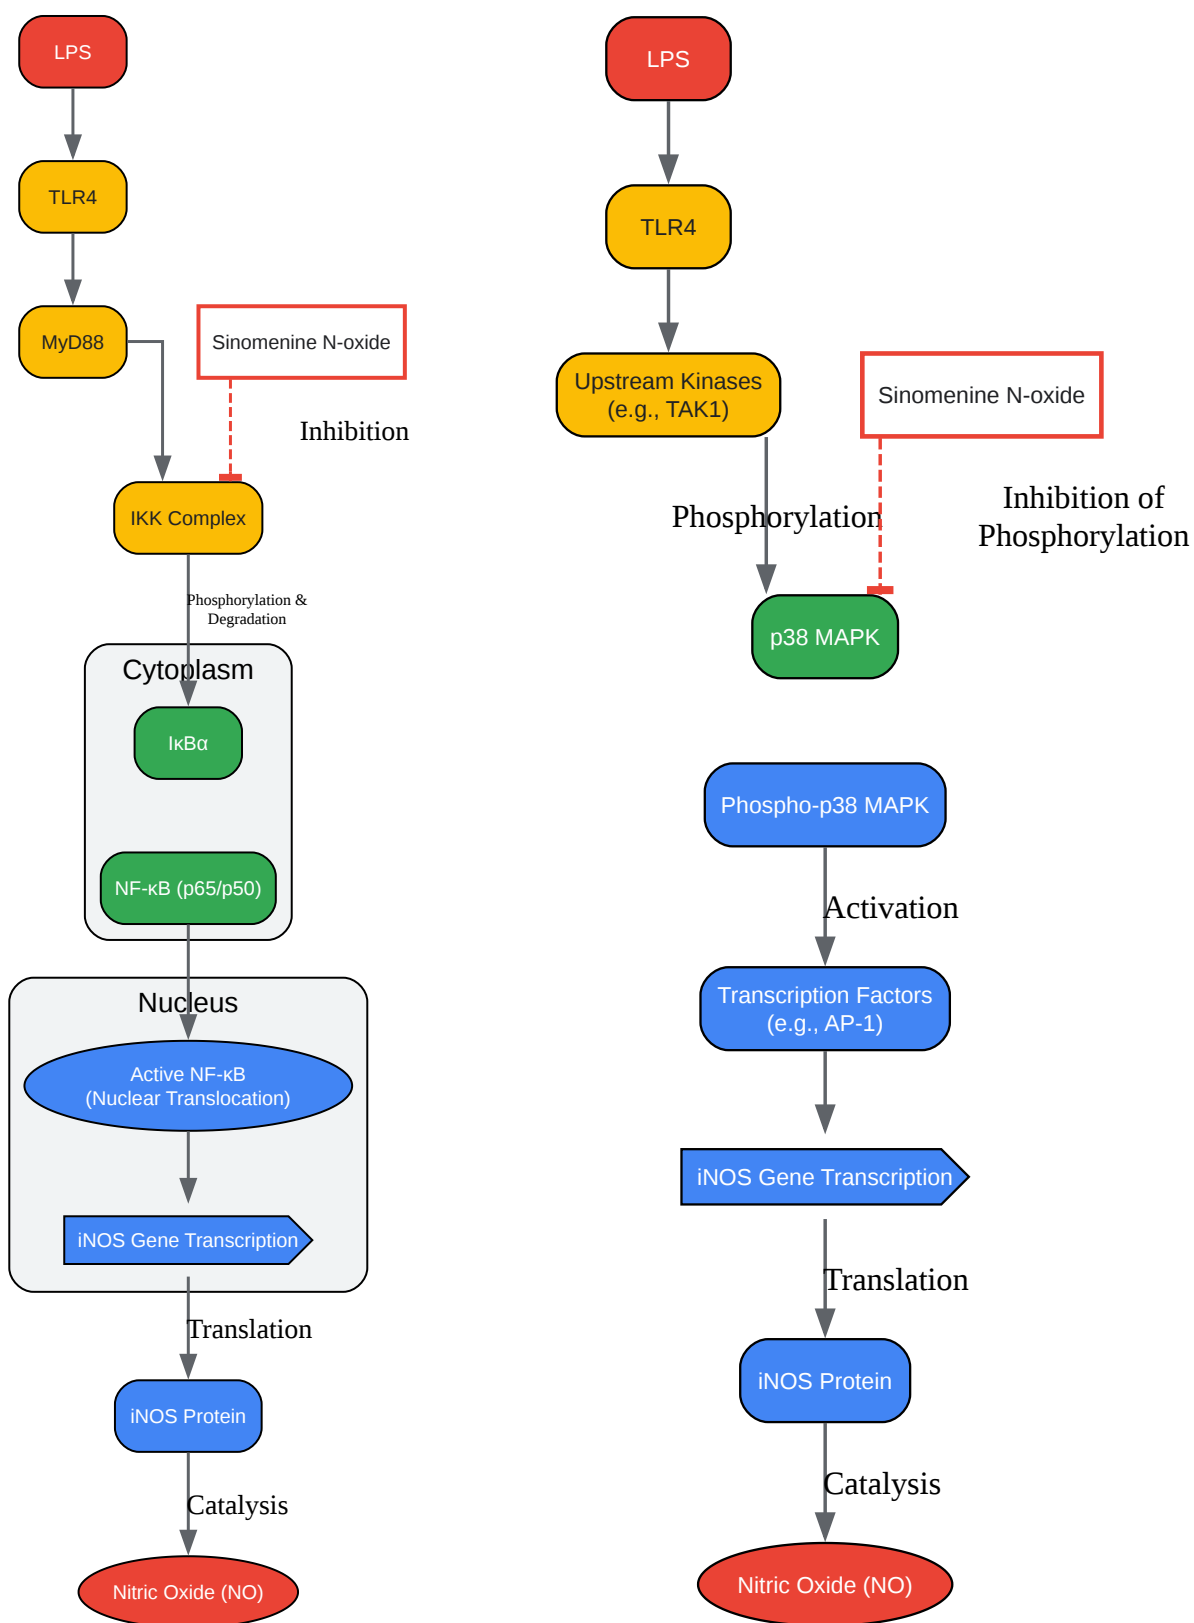 LPS
TLR4
MyD88
Sinomenine N-oxide
Inhibition
IKK Complex
Phosphorylation &
Degradation
Cytoplasm
IκBα
NF-κB (p65/p50)
Nucleus
Active NF-κB
(Nuclear Translocation)
iNOS Gene Transcription
Translation
iNOS Protein
Catalysis
Nitric Oxide (NO)
LPS
TLR4
Upstream Kinases
(e.g., TAK1)
Sinomenine N-oxide
Phosphorylation
Inhibition of
Phosphorylation
p38 MAPK
Phospho-p38 MAPK
Activation
Transcription Factors
(e.g., AP-1)
iNOS Gene Transcription
Translation
iNOS Protein
Catalysis
Nitric Oxide (NO)